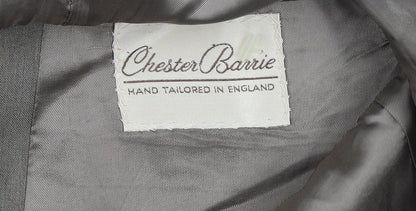 Chester Barrie
HAND TAILORED IN ENGLAND